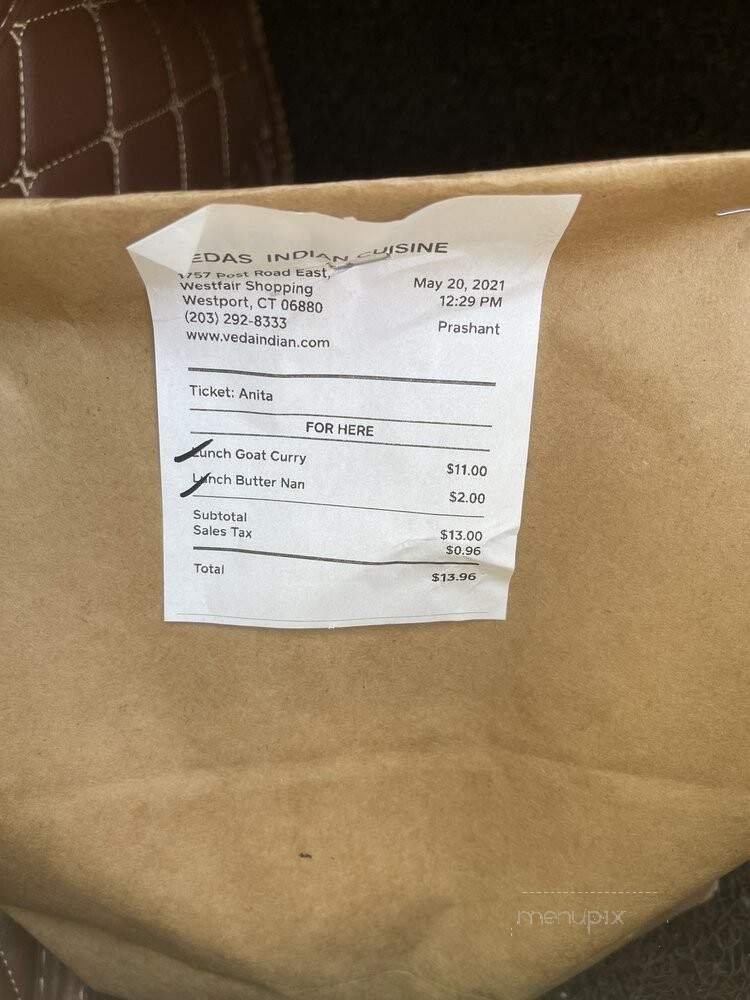 VEDAS INDIAN CUISINE
1757 Post Road East,
Westfair Shopping
Westport, CT 06880
(203) 292-8333
www.vedaindian.com
May 20, 2021
12:29 PM
Prashant
Ticket: Anita
FOR HERE
Lunch Goat Curry $11.00
Lunch Butter Nan $2.00
Subtotal $13.00
Sales Tax $0.96
Total $13.96
menupix